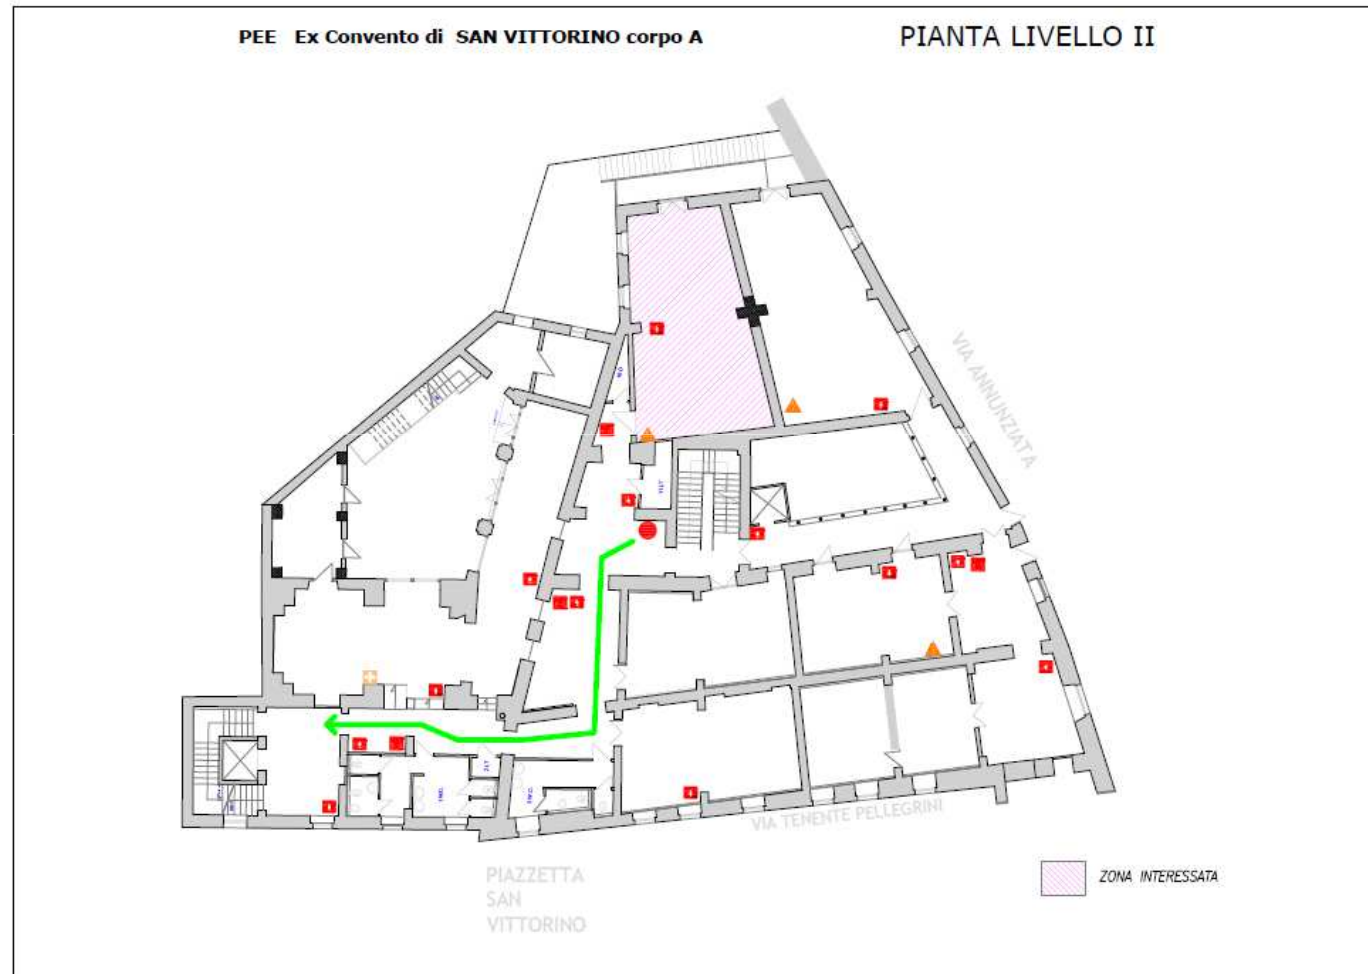 PEE Ex Convento di SAN VITTORINO corpo A
PIANTA LIVELLO II
VIA ANNUNZIATA
VIA TENENTE PELLEGRINI
PIAZZETTA
SAN
VITTORINO
ZONA INTERESSATA